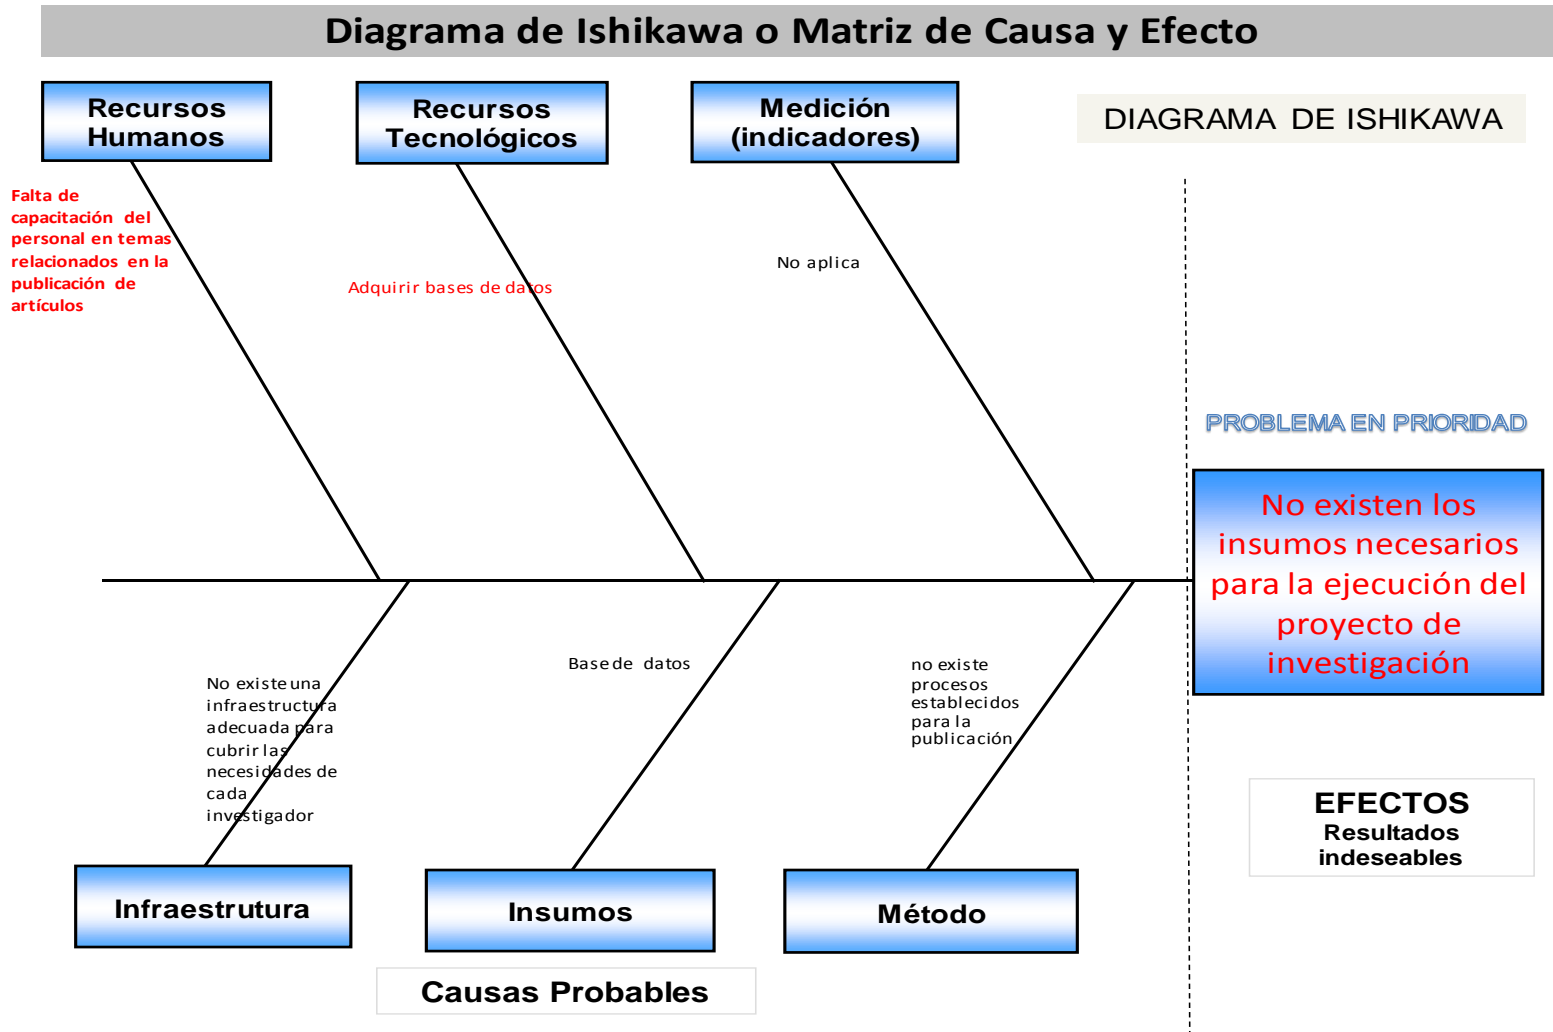 Diagrama de Ishikawa o Matriz de Causa y Efecto
Recursos
Humanos
Recursos
Tecnológicos
Medición
(indicadores)
DIAGRAMA DE ISHIKAWA
Falta de
capacitación del
personal en temas
relacionados en la
publicación de
artículos
Adquirir bases de datos
No aplica
PROBLEMA EN PRIORIDAD
No existen los
insumos necesarios
para la ejecución del
proyecto de
investigación
No existe una
infraestructura
adecuada para
cubrir las
necesidades de
cada
investigador
Base de datos
no existe
procesos
establecidos
para la
publicación
EFECTOS
Resultados
indeseables
Infraestrutura
Insumos
Método
Causas Probables